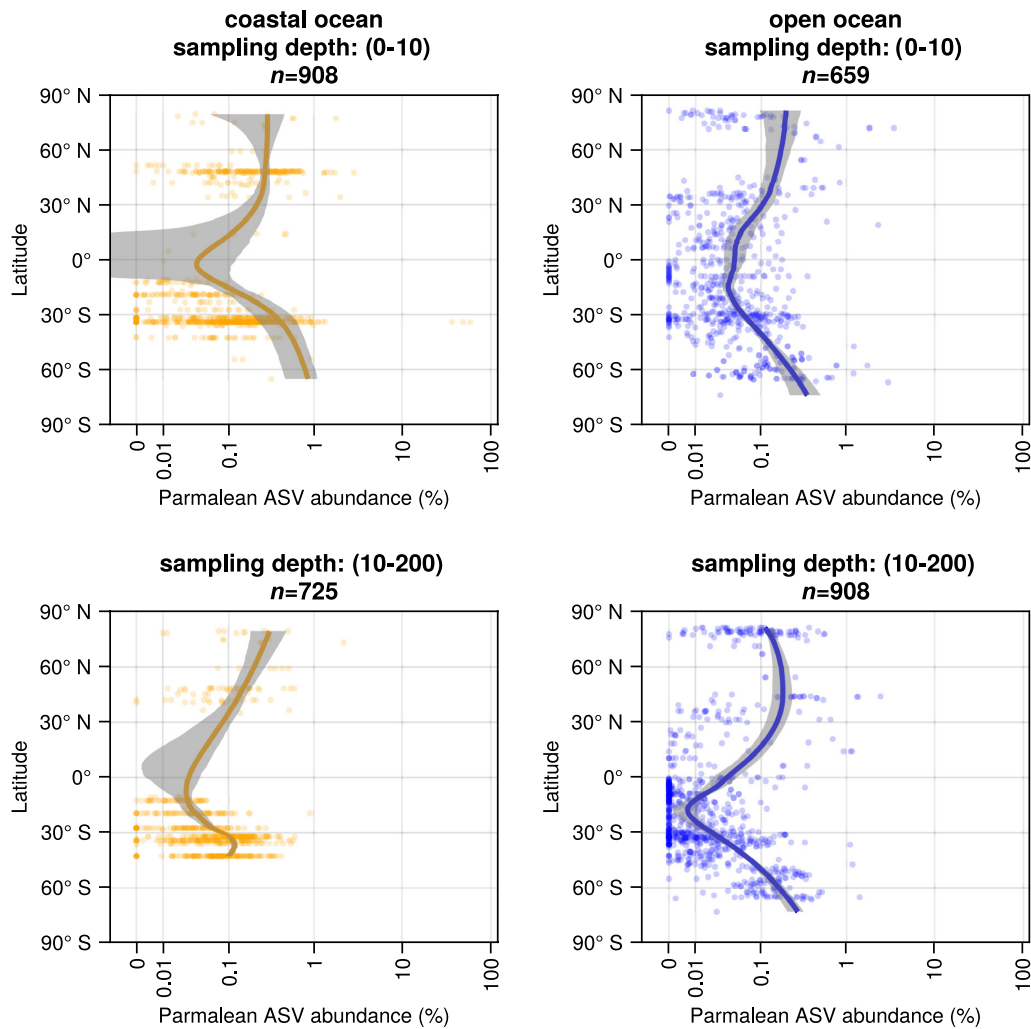 coastal ocean
sampling depth: (0-10)
n=908
90° N
60° N
30° N
0°
30° S
60° S
90° S
Latitude
0
0.01
0.1
1
10
100
Parmalean ASV abundance (%)
open ocean
sampling depth: (0-10)
n=659
90° N
60° N
30° N
0°
30° S
60° S
90° S
Latitude
0
0.01
0.1
1
10
100
Parmalean ASV abundance (%)
sampling depth: (10-200)
n=725
90° N
60° N
30° N
0°
30° S
60° S
90° S
Latitude
0
0.01
0.1
1
10
100
Parmalean ASV abundance (%)
sampling depth: (10-200)
n=908
90° N
60° N
30° N
0°
30° S
60° S
90° S
Latitude
0
0.01
0.1
1
10
100
Parmalean ASV abundance (%)